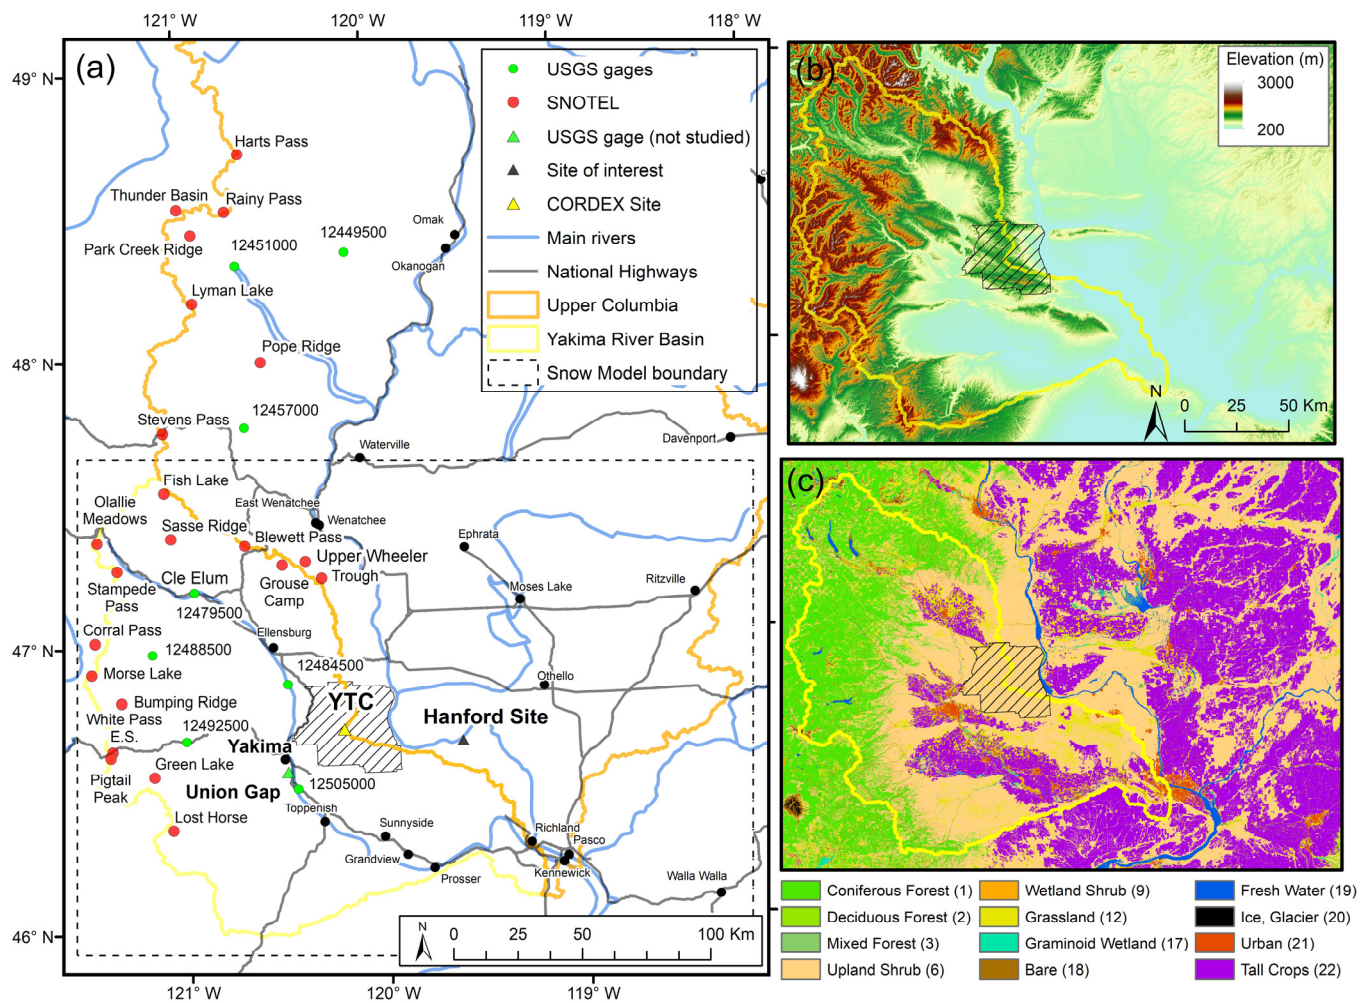 121° W
120° W
119° W
118° W
49° N
48° N
47° N
46° N
(a)
USGS gages
SNOTEL
USGS gage (not studied)
Site of interest
CORDEX Site
Main rivers
National Highways
Upper Columbia
Yakima River Basin
Snow Model boundary
Harts Pass
Thunder Basin
Rainy Pass
Park Creek Ridge
12451000
12449500
Omak
Okanogan
Lyman Lake
Pope Ridge
12457000
Stevens Pass
Waterville
Davenport
Fish Lake
Olallie
Meadows
East Wenatchee
Wenatchee
Sasse Ridge
Blewett Pass
Ephrata
Upper Wheeler
Cle Elum
Grouse
Camp
Trough
Stampede
Pass
12479500
Moses Lake
Ritzville
Corral Pass
Ellensburg
12488500
12484500
Morse Lake
Othello
Bumping Ridge
YTC
Hanford Site
White Pass
E.S.
12492500
Yakima
Green Lake
Pigtail
Peak
Union Gap
12505000
Toppenish
Lost Horse
Sunnyside
Grandview
Prosser
Richland
Pasco
Kennewick
Walla Walla
N
0 25 50 100 Km
121° W
120° W
119° W
(b)
Elevation (m)
3000
200
N
0 25 50 Km
(c)
Coniferous Forest (1)
Deciduous Forest (2)
Mixed Forest (3)
Upland Shrub (6)
Wetland Shrub (9)
Grassland (12)
Graminoid Wetland (17)
Bare (18)
Fresh Water (19)
Ice, Glacier (20)
Urban (21)
Tall Crops (22)